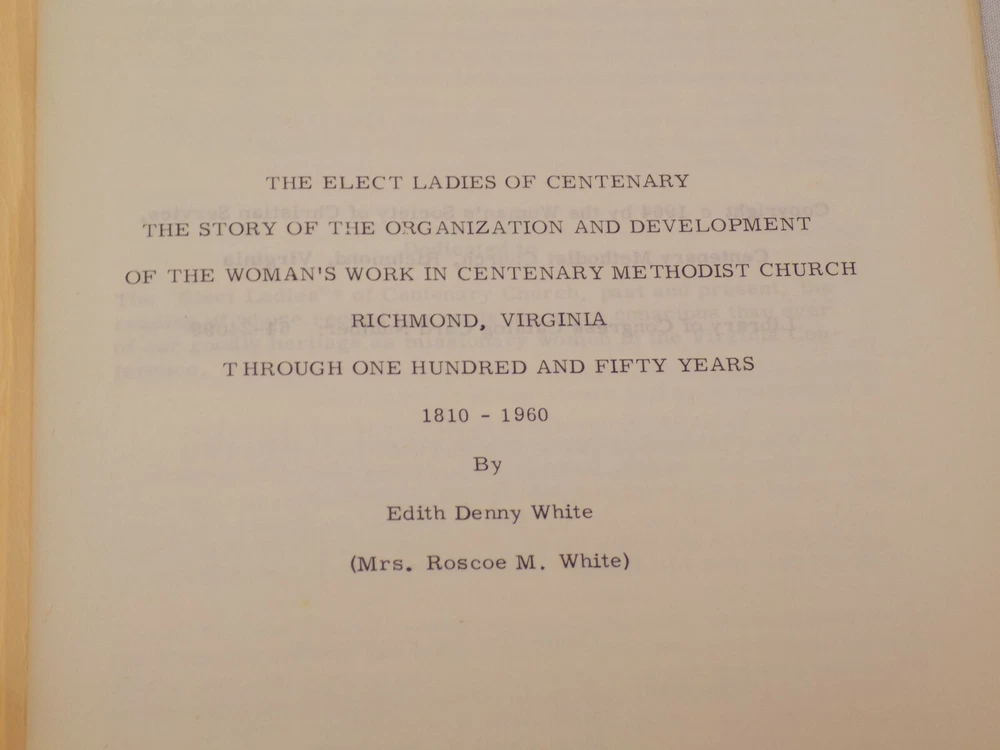 THE ELECT LADIES OF CENTENARY
THE STORY OF THE ORGANIZATION AND DEVELOPMENT
OF THE WOMAN'S WORK IN CENTENARY METHODIST CHURCH
RICHMOND, VIRGINIA
THROUGH ONE HUNDRED AND FIFTY YEARS
1810 - 1960
By
Edith Denny White
(Mrs. Roscoe M. White)